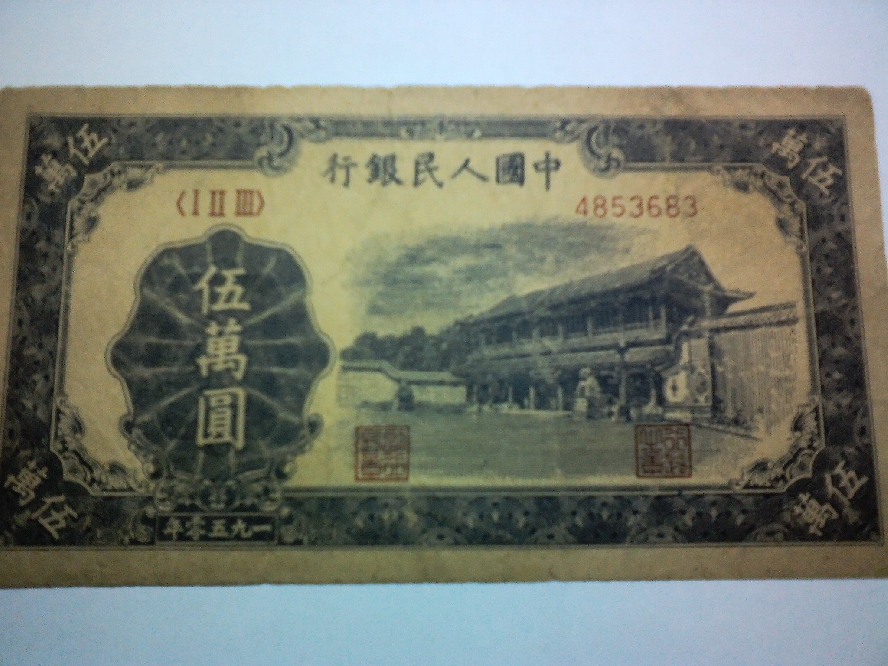 伍萬
中國人民銀行
伍萬
〈I II III〉
4853683
伍萬圓
伍萬
一九五零年
伍萬